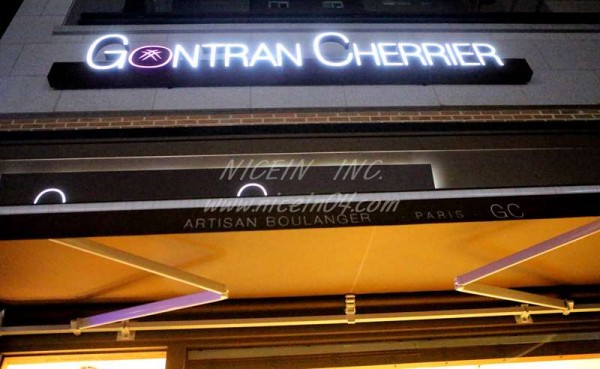 GONTRAN CHERRIER
NICEIN INC.
www.nicein04.com
ARTISAN BOULANGER PARIS GC